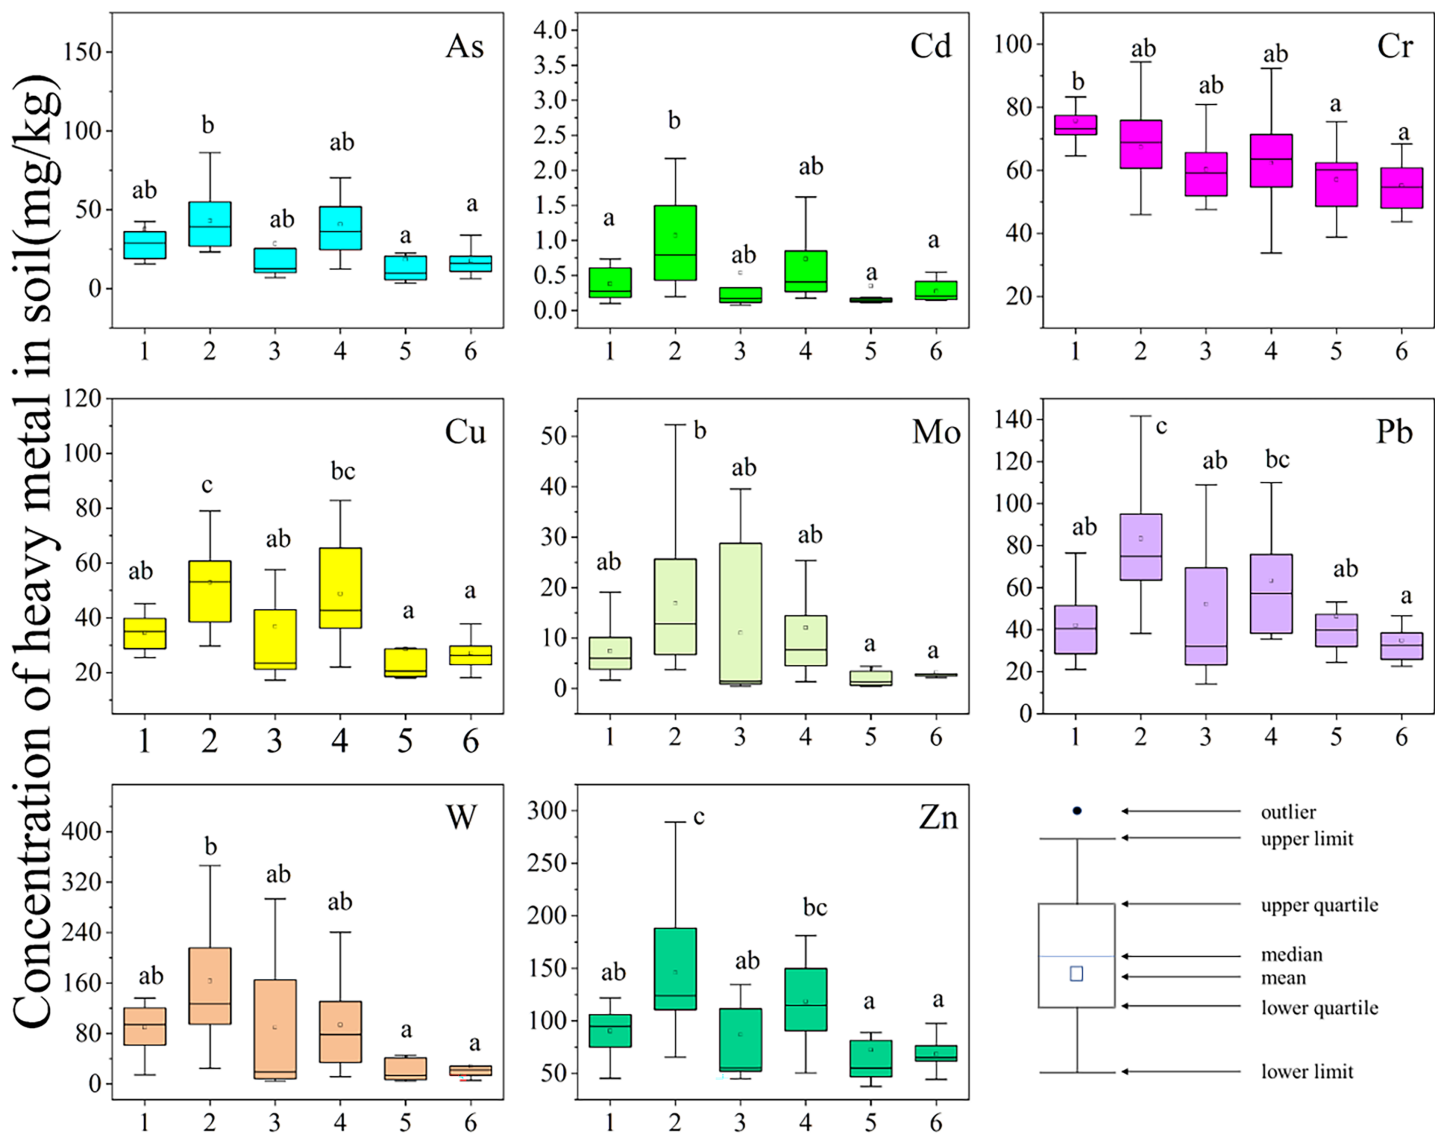 Concentration of heavy metal in soil(mg/kg)
As
150
100
50
0
ab
b
ab
ab
a
a
1 2 3 4 5 6
Cd
4.0
3.5
3.0
2.5
2.0
1.5
1.0
0.5
0.0
a
b
ab
ab
a
a
1 2 3 4 5 6
Cr
100
80
60
40
20
b
ab
ab
ab
a
a
1 2 3 4 5 6
Cu
120
100
80
60
40
20
ab
c
ab
bc
a
a
1 2 3 4 5 6
Mo
50
40
30
20
10
0
ab
b
ab
ab
a
a
1 2 3 4 5 6
Pb
140
120
100
80
60
40
20
0
ab
c
ab
bc
ab
a
1 2 3 4 5 6
W
400
320
240
160
80
0
ab
b
ab
ab
a
a
1 2 3 4 5 6
Zn
300
250
200
150
100
50
ab
c
ab
bc
a
a
1 2 3 4 5 6
outlier
upper limit
upper quartile
median
mean
lower quartile
lower limit